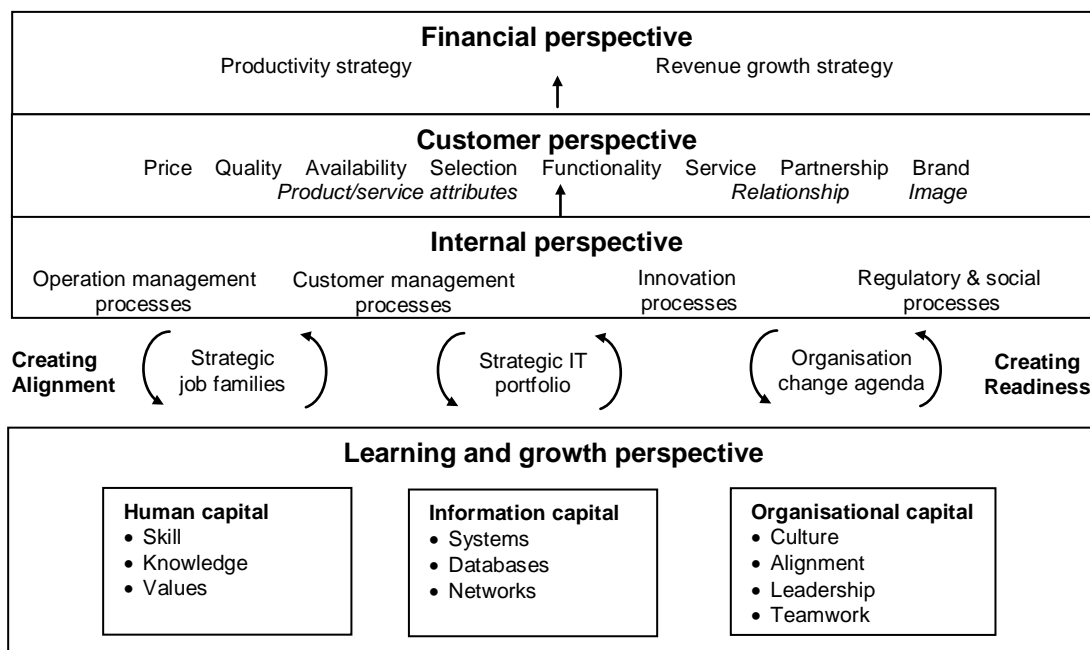 Financial perspective
Productivity strategy Revenue growth strategy
Customer perspective
Price Quality Availability Selection Functionality Service Partnership Brand
Product/service attributes Relationship Image
Internal perspective
Operation management
processes
Customer management
processes
Innovation
processes
Regulatory & social
processes
Creating
Alignment
Strategic
job families
Strategic IT
portfolio
Organisation
change agenda
Creating
Readiness
Learning and growth perspective
Human capital
• Skill
• Knowledge
• Values
Information capital
• Systems
• Databases
• Networks
Organisational capital
• Culture
• Alignment
• Leadership
• Teamwork